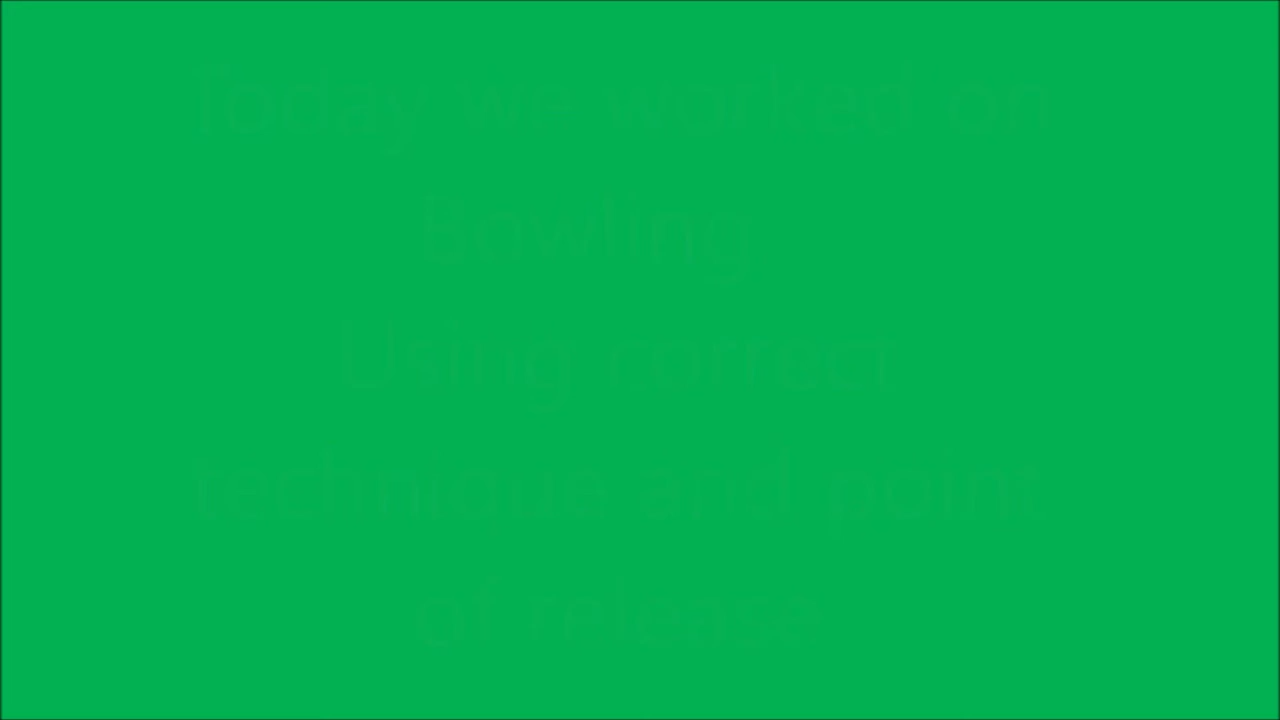 Today we worked on
Bowling
Using correct
technique and point
of release